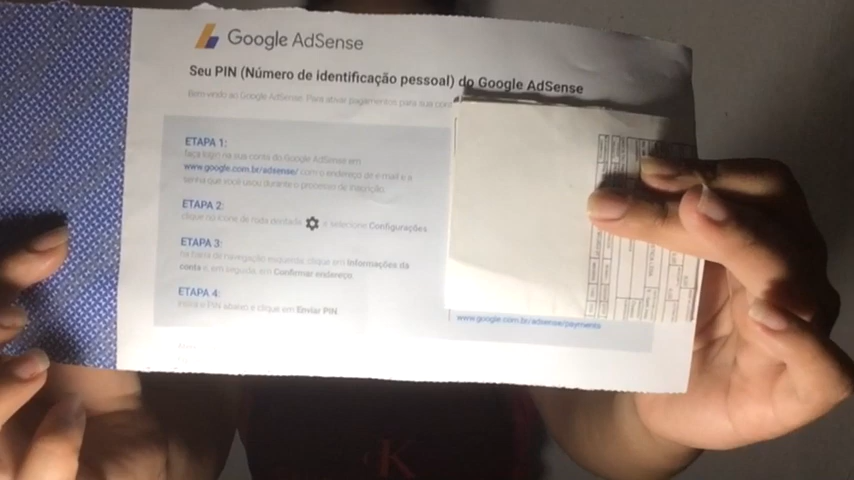 Google AdSense
Seu PIN (Número de identificação pessoal) do Google AdSense
Bem-vindo ao Google AdSense. Para ativar pagamentos para sua
ETAPA 1:
faça login na sua conta do Google AdSense em
www.google.com.br/adsense/ com o endereço de e-mail e a
senha que você usou durante o processo de inscrição.
ETAPA 2:
clique no ícone de roda dentada e selecione Configurações
ETAPA 3:
na barra de navegação esquerda, clique em Informações da
conta e, em seguida, em Confirmar endereço.
ETAPA 4:
insira o PIN abaixo e clique em Enviar PIN.
www.google.com.br/adsense/payments
K